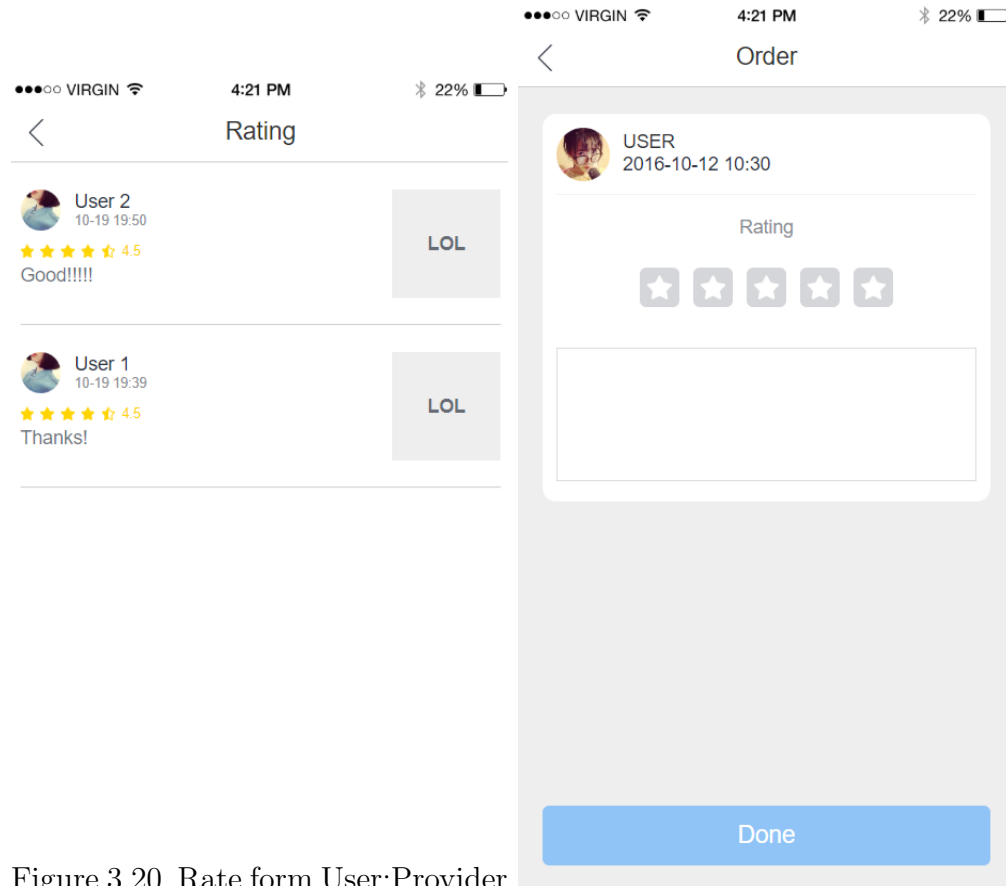 VIRGIN 4:21 PM 22%
Rating
User 2
10-19 19:50
4.5
Good!!!!!
LOL
User 1
10-19 19:39
4.5
Thanks!
LOL
Figure 3.20. Rate form User:Provider
VIRGIN 4:21 PM 22%
Order
USER
2016-10-12 10:30
Rating
Done